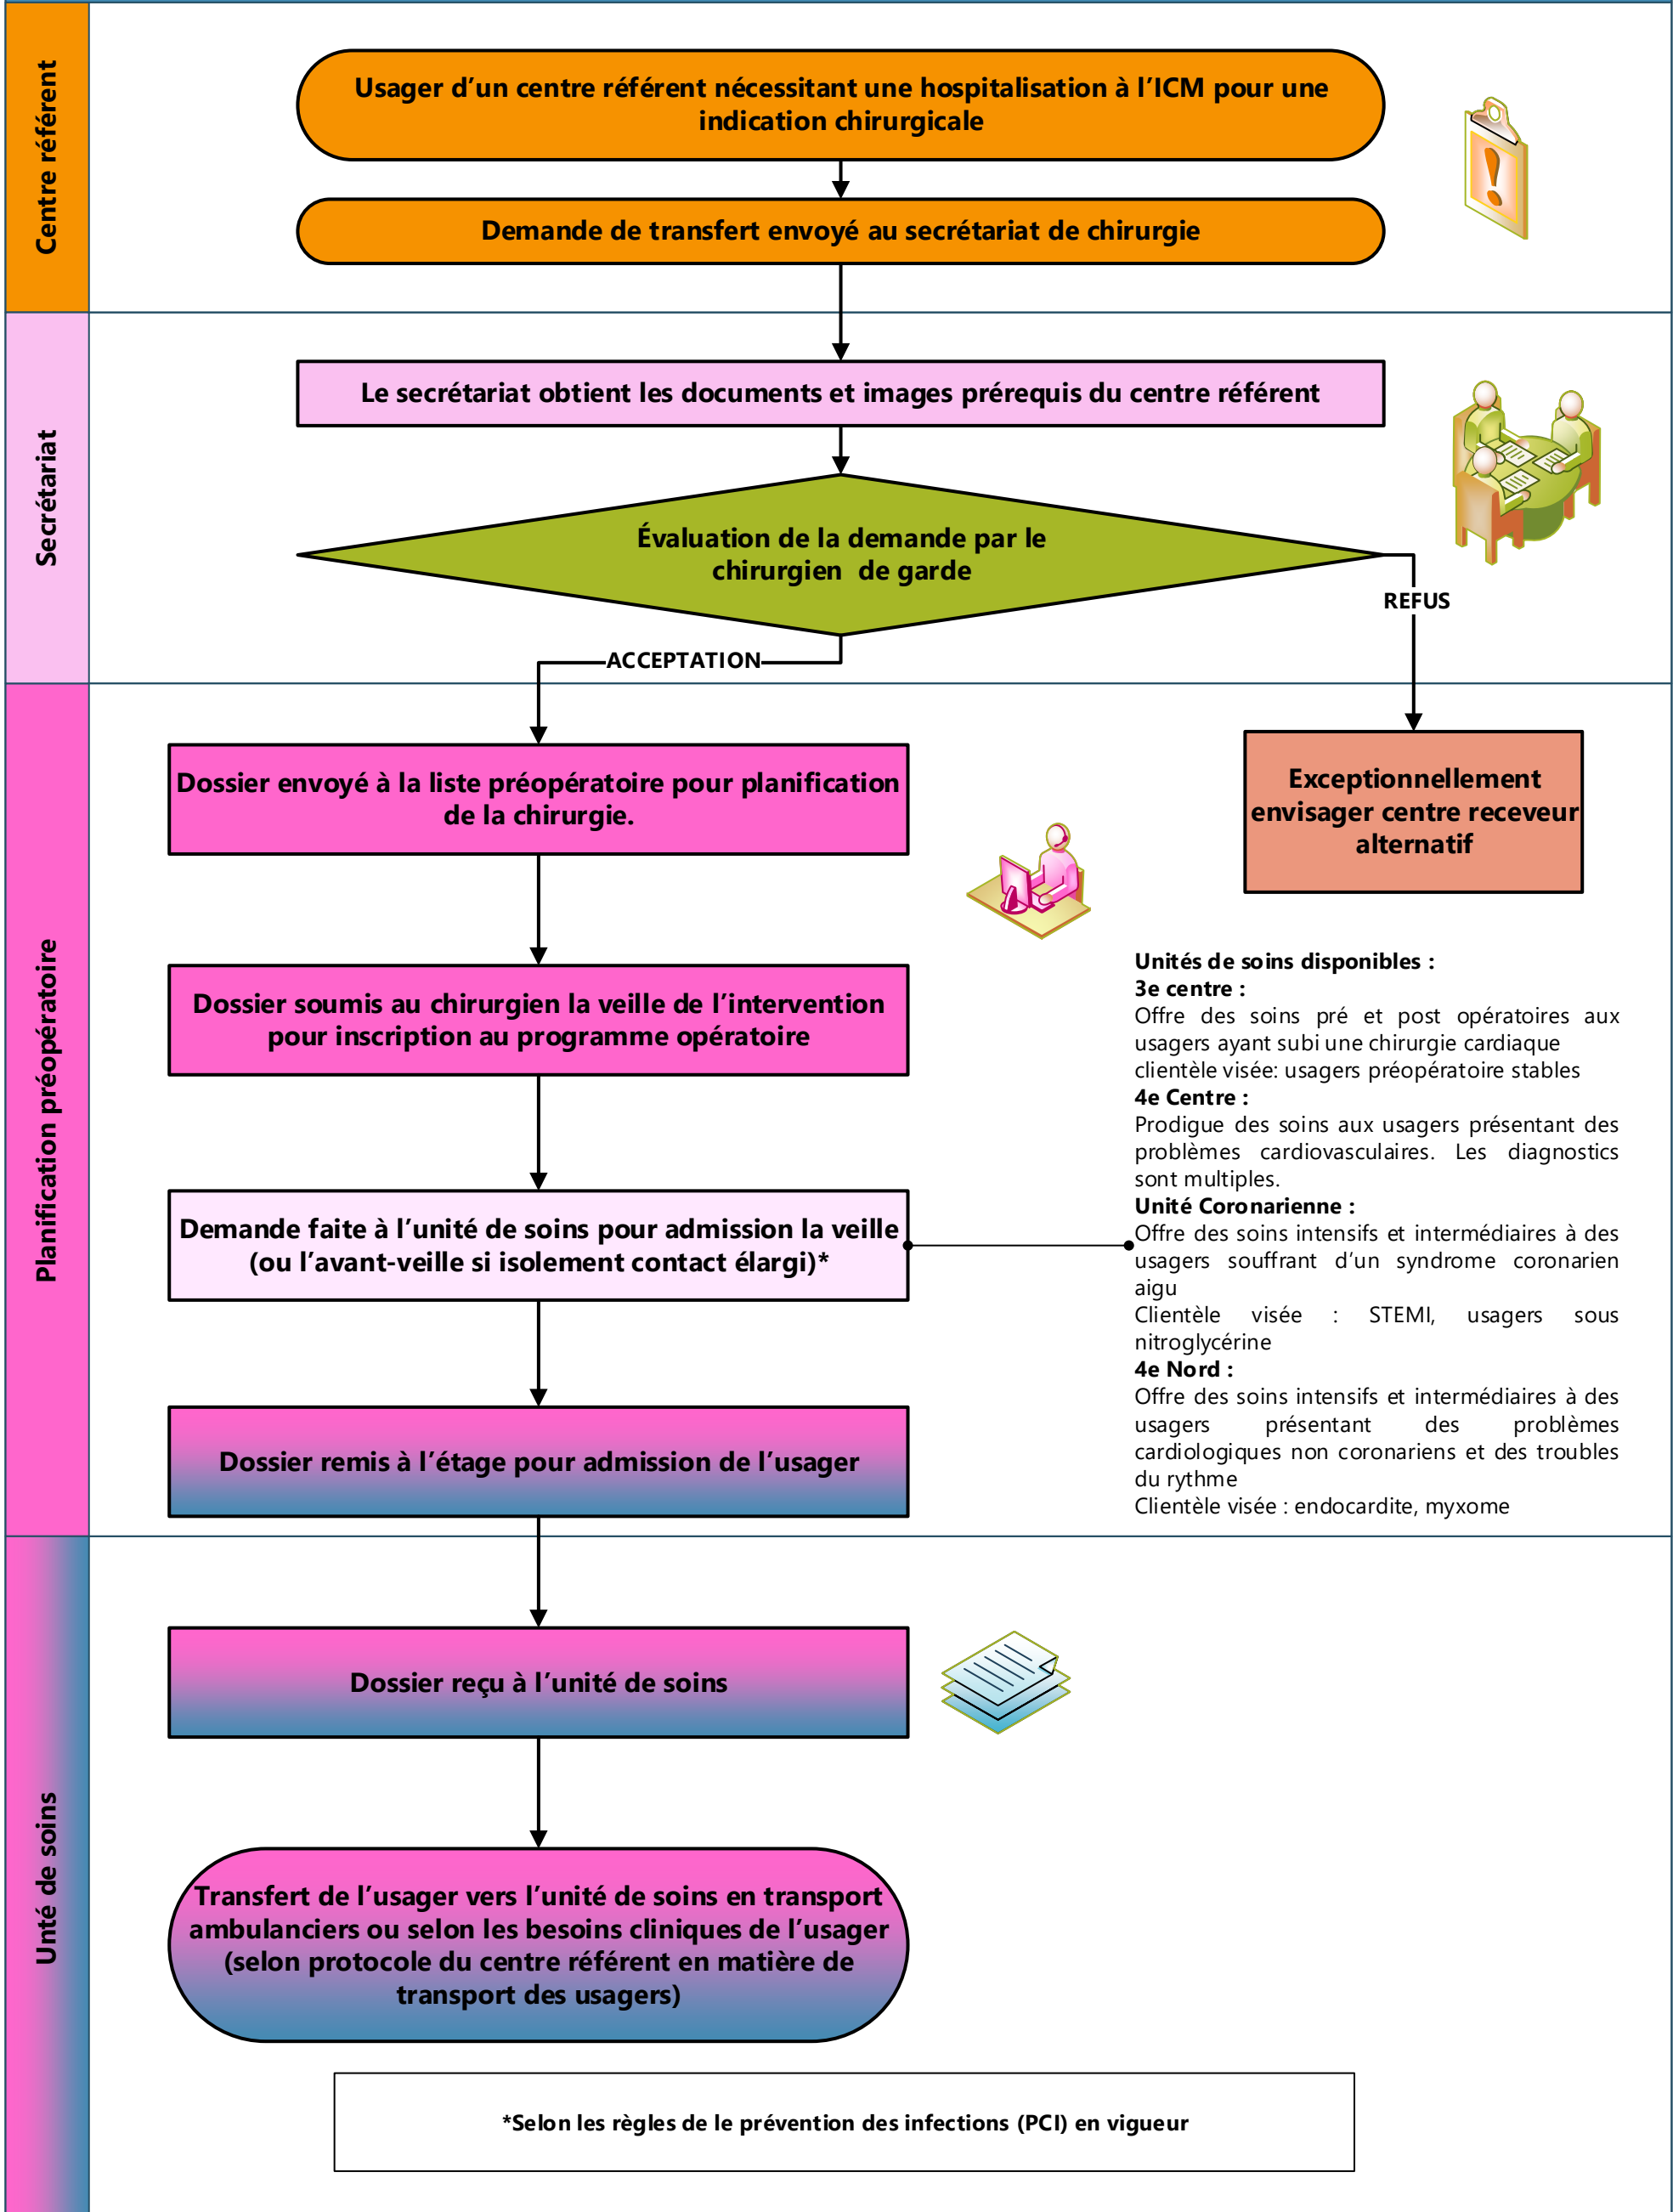 Centre référent
Usager d’un centre référent nécessitant une hospitalisation à l’ICM pour une
indication chirurgicale
Demande de transfert envoyé au secrétariat de chirurgie
Secrétariat
Le secrétariat obtient les documents et images prérequis du centre référent
Évaluation de la demande par le
chirurgien de garde
REFUS
ACCEPTATION
Planification préopératoire
Dossier envoyé à la liste préopératoire pour planification
de la chirurgie.
Exceptionnellement
envisager centre receveur
alternatif
Dossier soumis au chirurgien la veille de l’intervention
pour inscription au programme opératoire
Demande faite à l’unité de soins pour admission la veille
(ou l’avant-veille si isolement contact élargi)*
Unités de soins disponibles :
3e centre :
Offre des soins pré et post opératoires aux
usagers ayant subi une chirurgie cardiaque
clientèle visée: usagers préopératoire stables
4e Centre :
Prodigue des soins aux usagers présentant des
problèmes cardiovasculaires. Les diagnostics
sont multiples.
Unité Coronarienne :
Offre des soins intensifs et intermédiaires à des
usagers souffrant d’un syndrome coronarien
aigu
Clientèle visée : STEMI, usagers sous
nitroglycérine
4e Nord :
Offre des soins intensifs et intermédiaires à des
usagers présentant des problèmes
cardiologiques non coronariens et des troubles
du rythme
Clientèle visée : endocardite, myxome
Dossier remis à l’étage pour admission de l’usager
Unté de soins
Dossier reçu à l’unité de soins
Transfert de l’usager vers l’unité de soins en transport
ambulanciers ou selon les besoins cliniques de l’usager
(selon protocole du centre référent en matière de
transport des usagers)
*Selon les règles de le prévention des infections (PCI) en vigueur